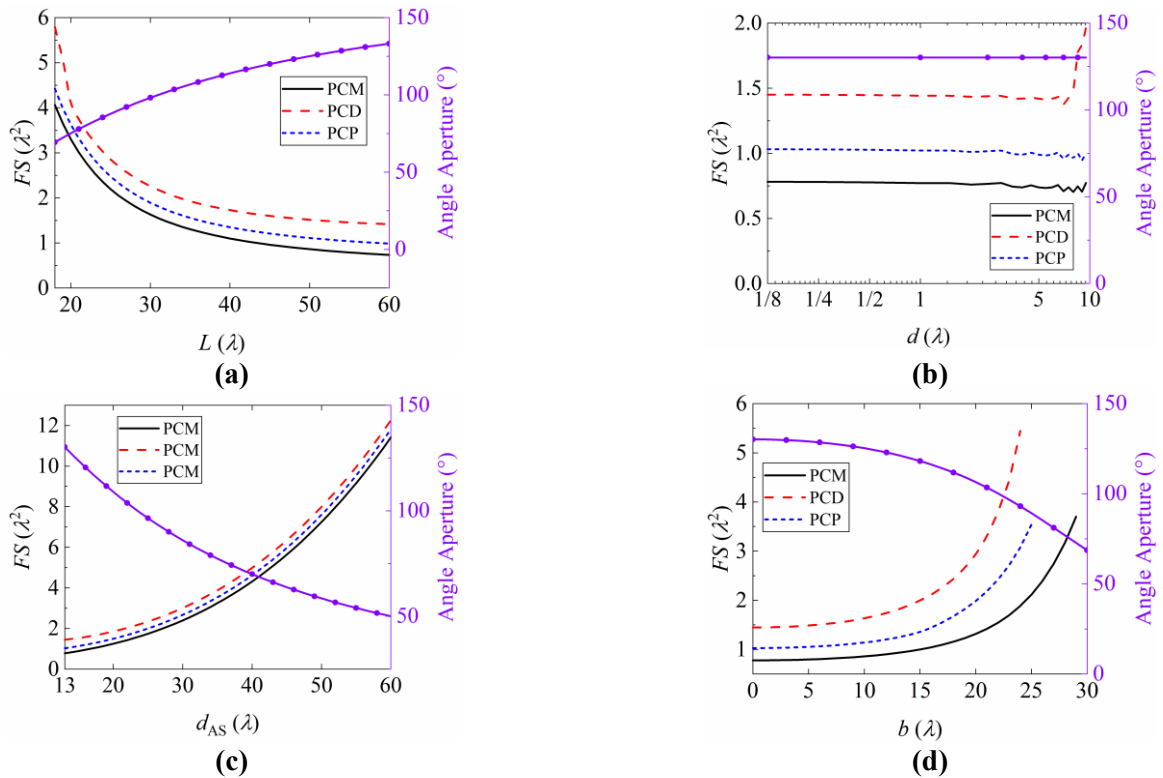 6
5
4
3
2
1
0
FS (λ²)
150
100
50
0
Angle Aperture (°)
PCM
PCD
PCP
20 30 40 50 60
L (λ)
(a)
2.0
1.5
1.0
0.5
0.0
FS (λ²)
150
100
50
0
Angle Aperture (°)
PCM
PCD
PCP
1/8 1/4 1/2 1 5 10
d (λ)
(b)
12
10
8
6
4
2
0
FS (λ²)
150
100
50
Angle Aperture (°)
PCM
PCM
PCM
13 20 30 40 50 60
d_AS (λ)
(c)
6
5
4
3
2
1
FS (λ²)
150
100
50
0
Angle Aperture (°)
PCM
PCD
PCP
0 5 10 15 20 25 30
b (λ)
(d)